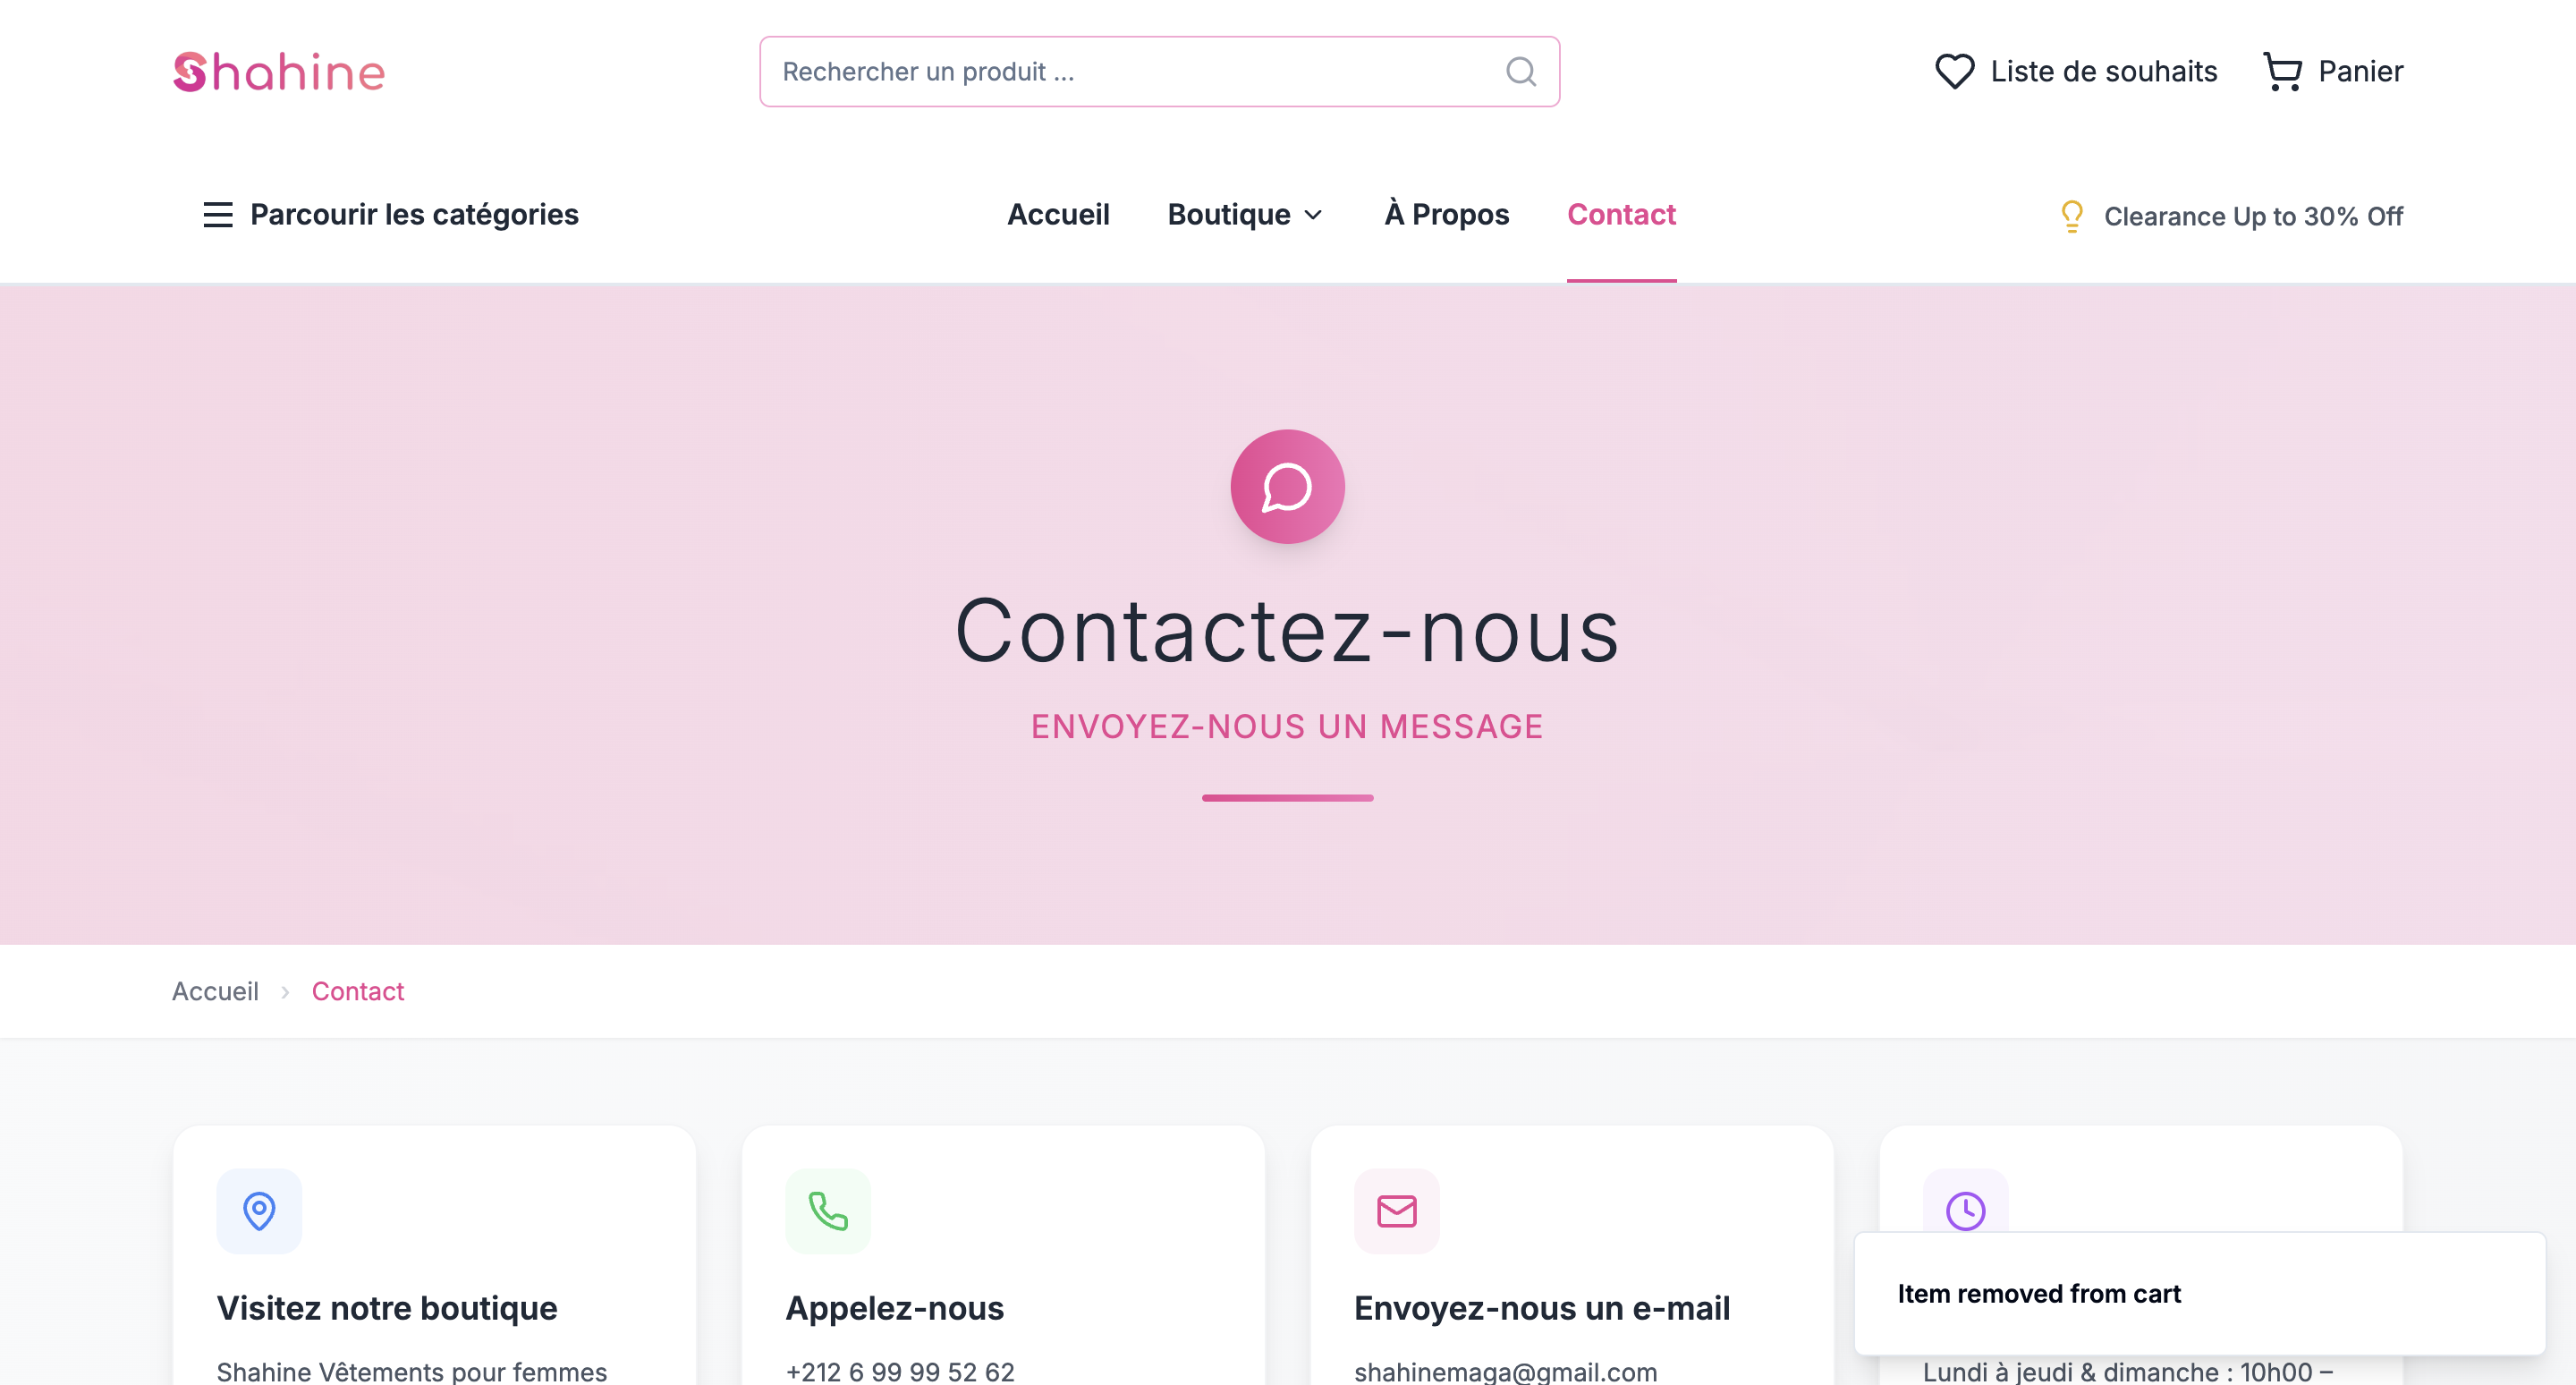 Shahine
Rechercher un produit ...
Liste de souhaits
Panier
Parcourir les catégories
Accueil
Boutique
À Propos
Contact
Clearance Up to 30% Off
Contactez-nous
ENVOYEZ-NOUS UN MESSAGE
Accueil > Contact
Visitez notre boutique
Shahine Vêtements pour femmes
Appelez-nous
+212 6 99 99 52 62
Envoyez-nous un e-mail
shahinemaga@gmail.com
Item removed from cart
Lundi à jeudi & dimanche : 10h00 –